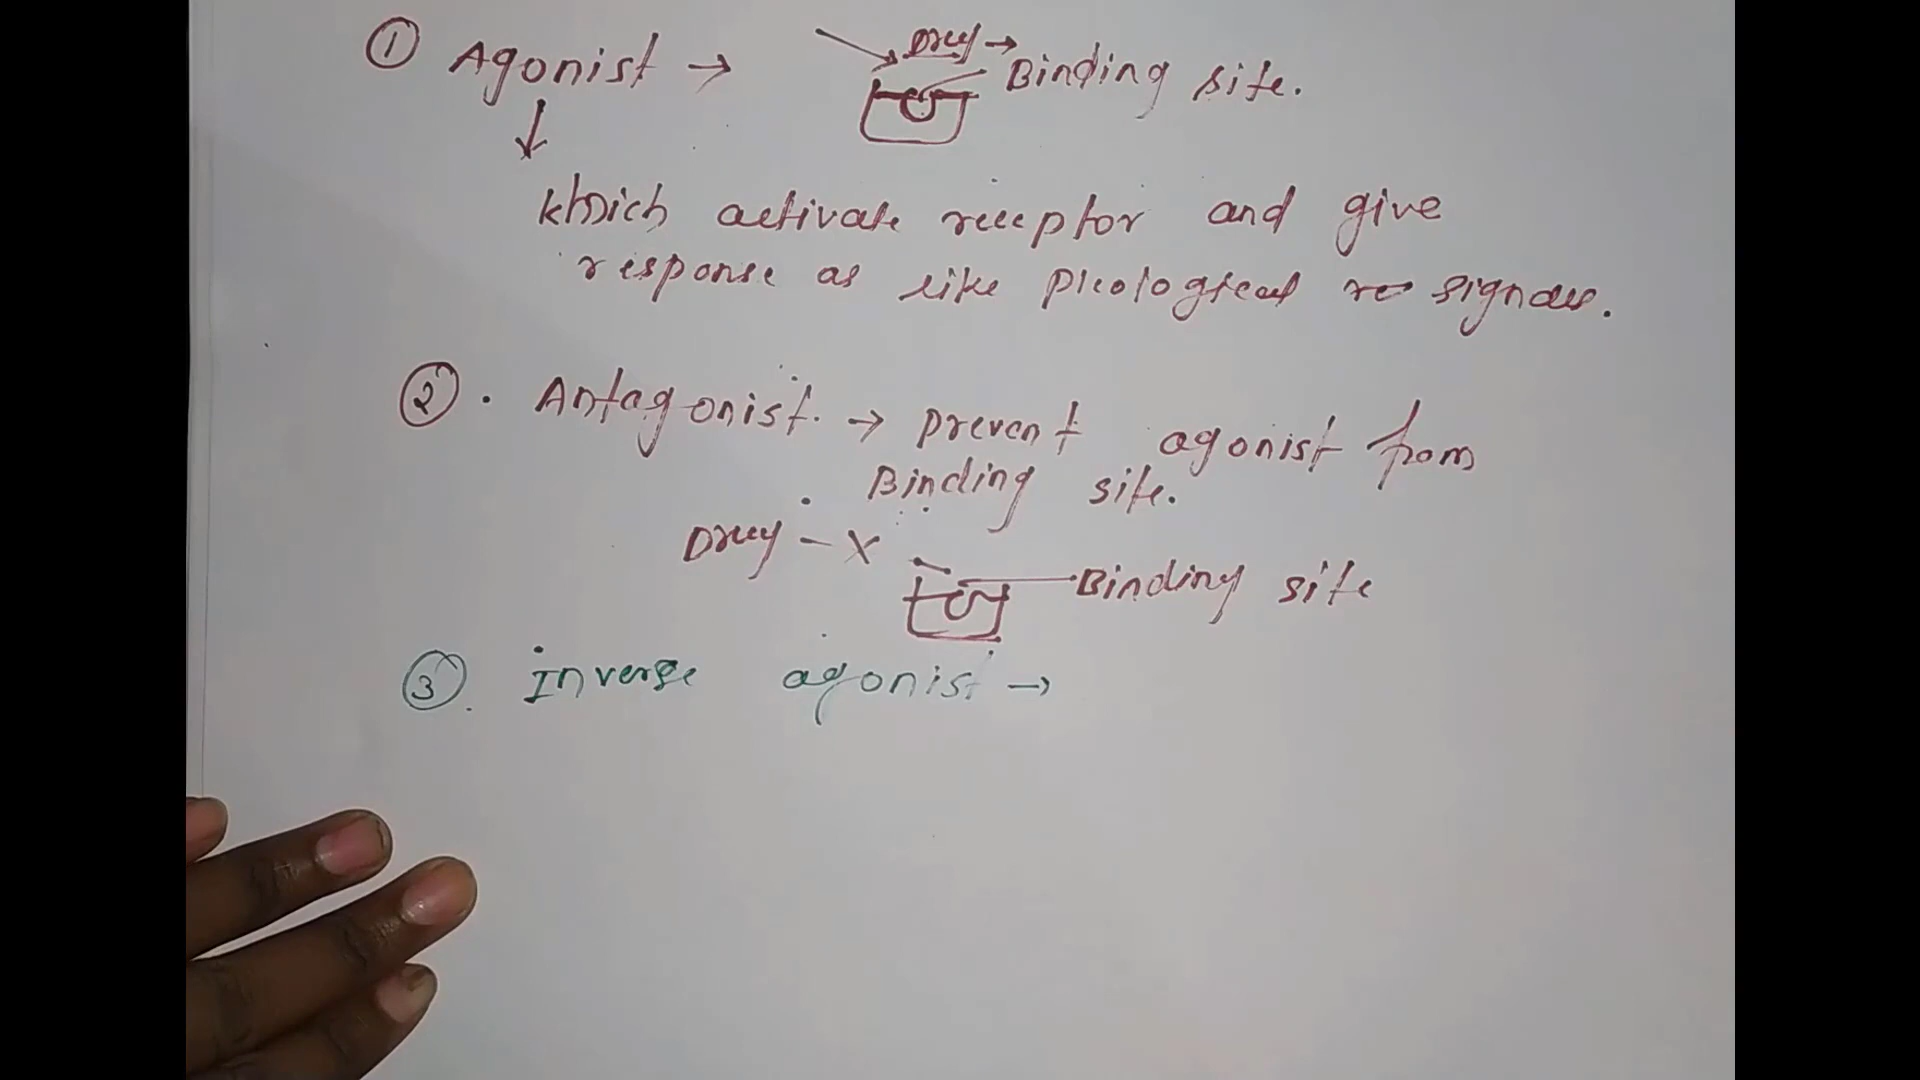 ① Agonist → Drug →
Binding site.
which activate receptor and give
response as like signals.
② . Antagonist. → prevent agonist from
Binding site.
Drug - X
Binding site
③. Inverse agonist →